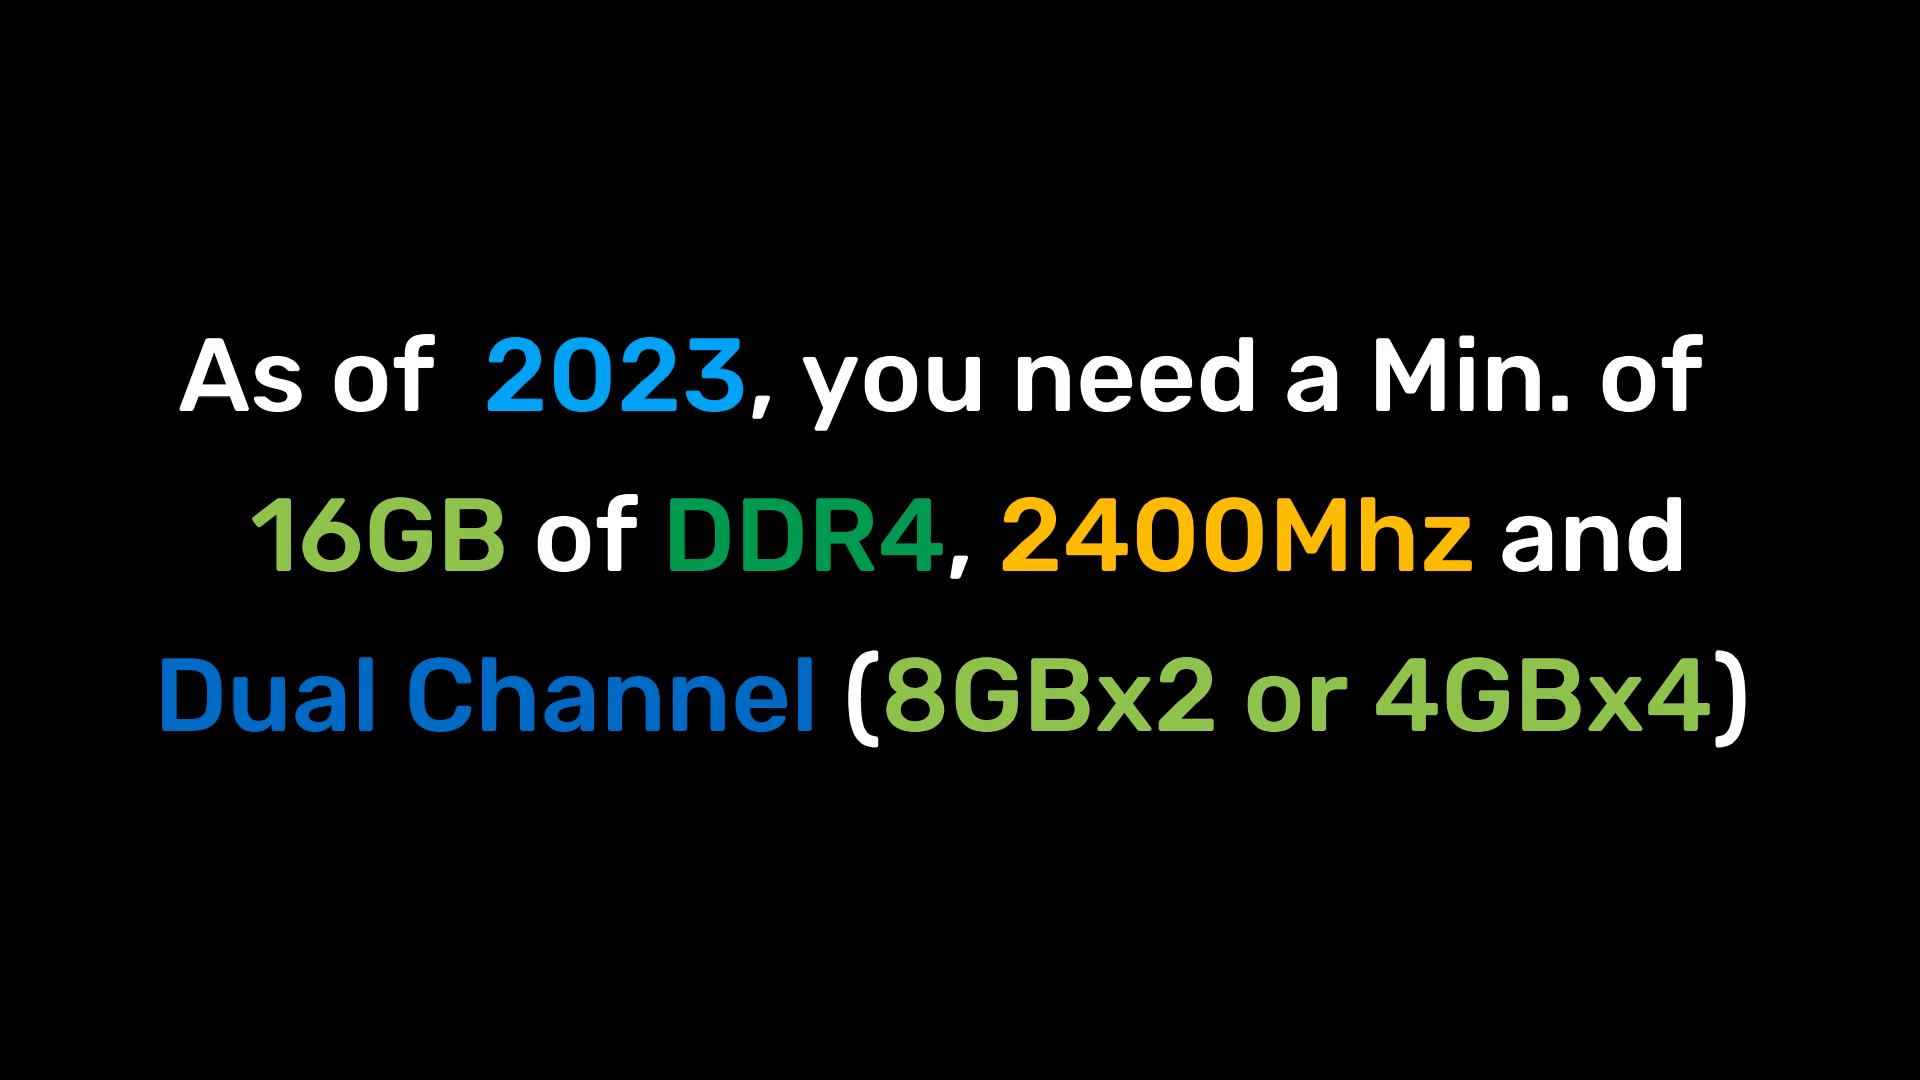 As of  2023, you need a Min. of
16GB of DDR4, 2400Mhz and
Dual Channel (8GBx2 or 4GBx4)